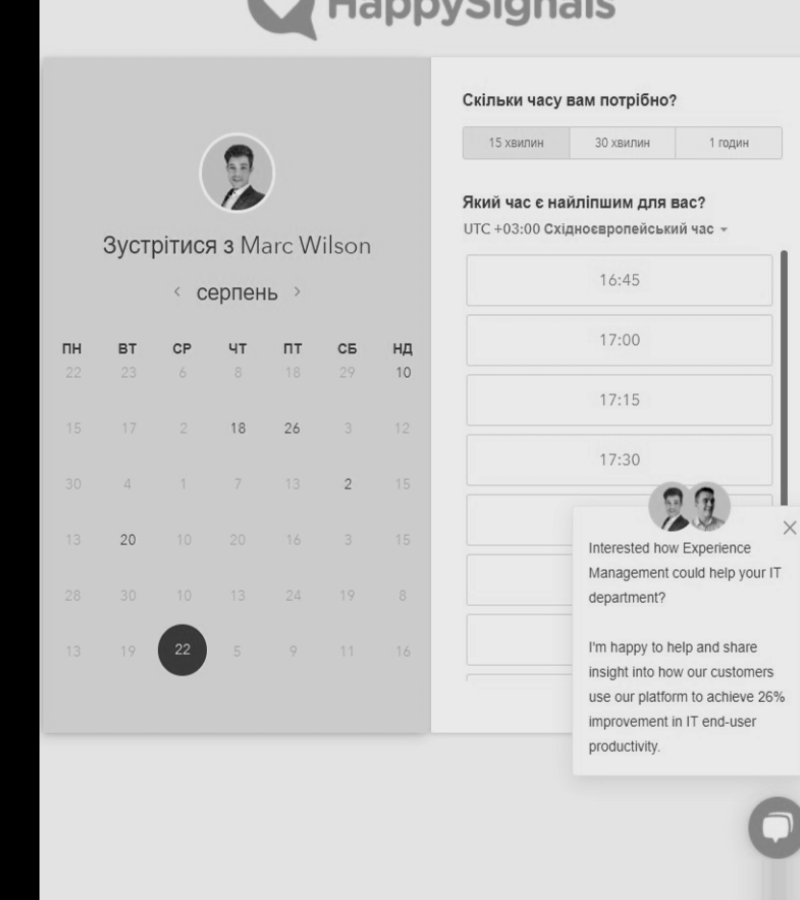 HappySignals
Зустрітися з Marc Wilson
серпень
ПН ВТ СР ЧТ ПТ СБ НД
22 23 6 8 18 29 10
15 17 2 18 26 3 12
30 4 1 7 13 2 15
13 20 10 20 16 3 15
28 30 10 13 24 19 8
13 19 22 5 9 11 16
Скільки часу вам потрібно?
15 хвилин 30 хвилин 1 годин
Який час є найліпшим для вас?
UTC +03:00 Східноєвропейський час
16:45
17:00
17:15
17:30
Interested how Experience
Management could help your IT
department?
I'm happy to help and share
insight into how our customers
use our platform to achieve 26%
improvement in IT end-user
productivity.